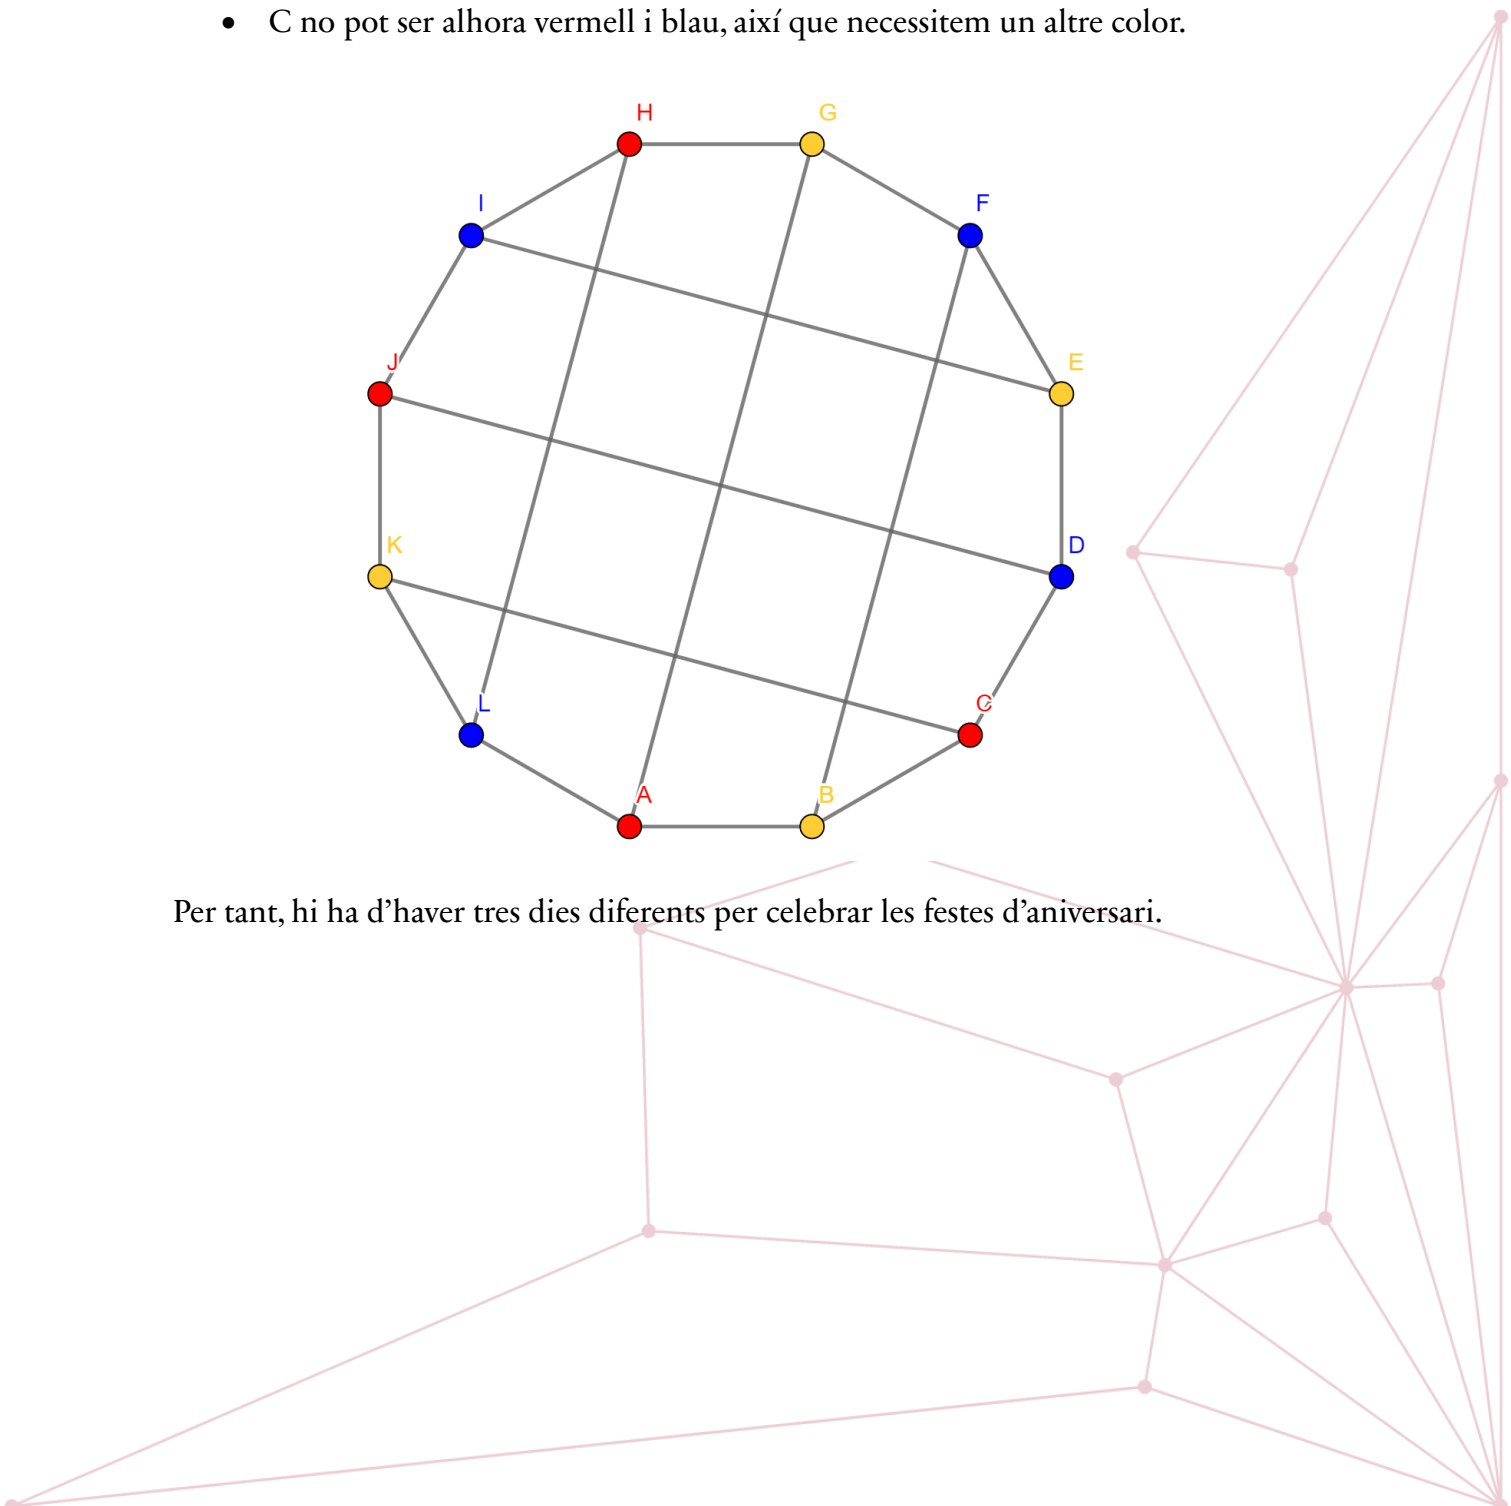 • C no pot ser alhora vermell i blau, així que necessitem un altre color.
H
G
I
F
J
E
K
D
L
C
A
B
Per tant, hi ha d’haver tres dies diferents per celebrar les festes d’aniversari.